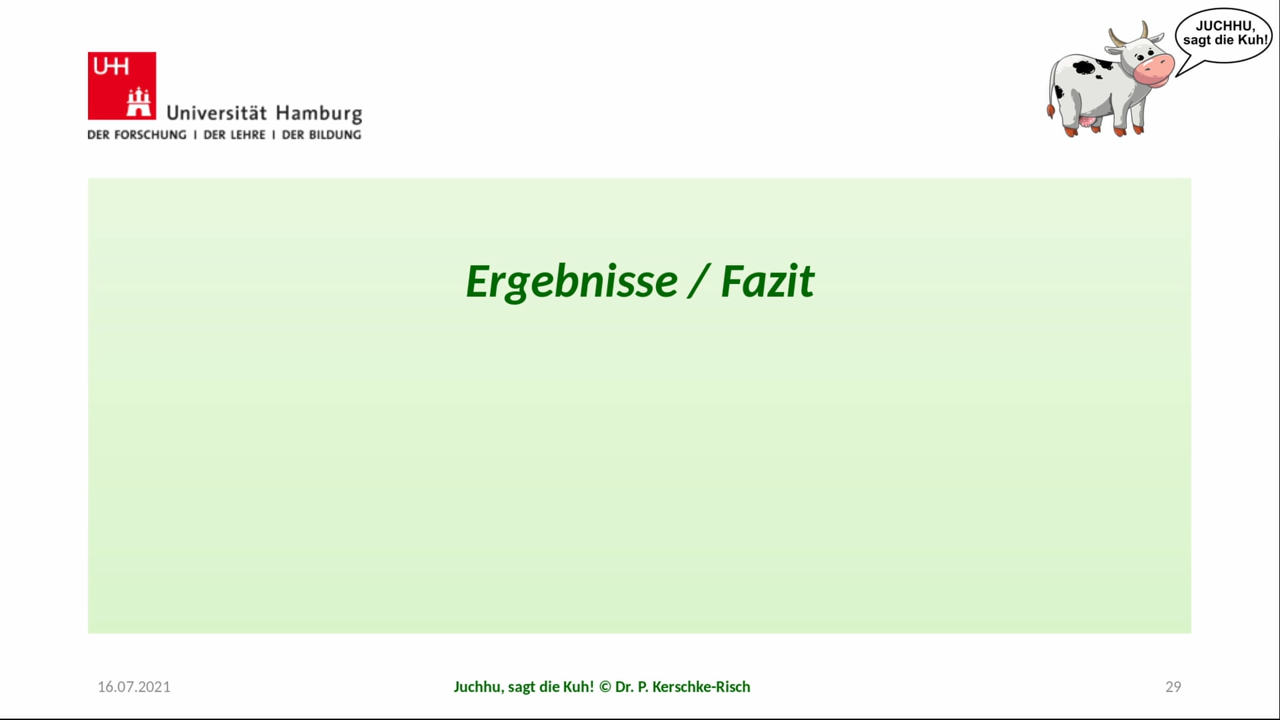 JUCHHU,
sagt die Kuh!
UHH
Universität Hamburg
DER FORSCHUNG | DER LEHRE | DER BILDUNG
Ergebnisse / Fazit
16.07.2021
Juchhu, sagt die Kuh! © Dr. P. Kerschke-Risch
29